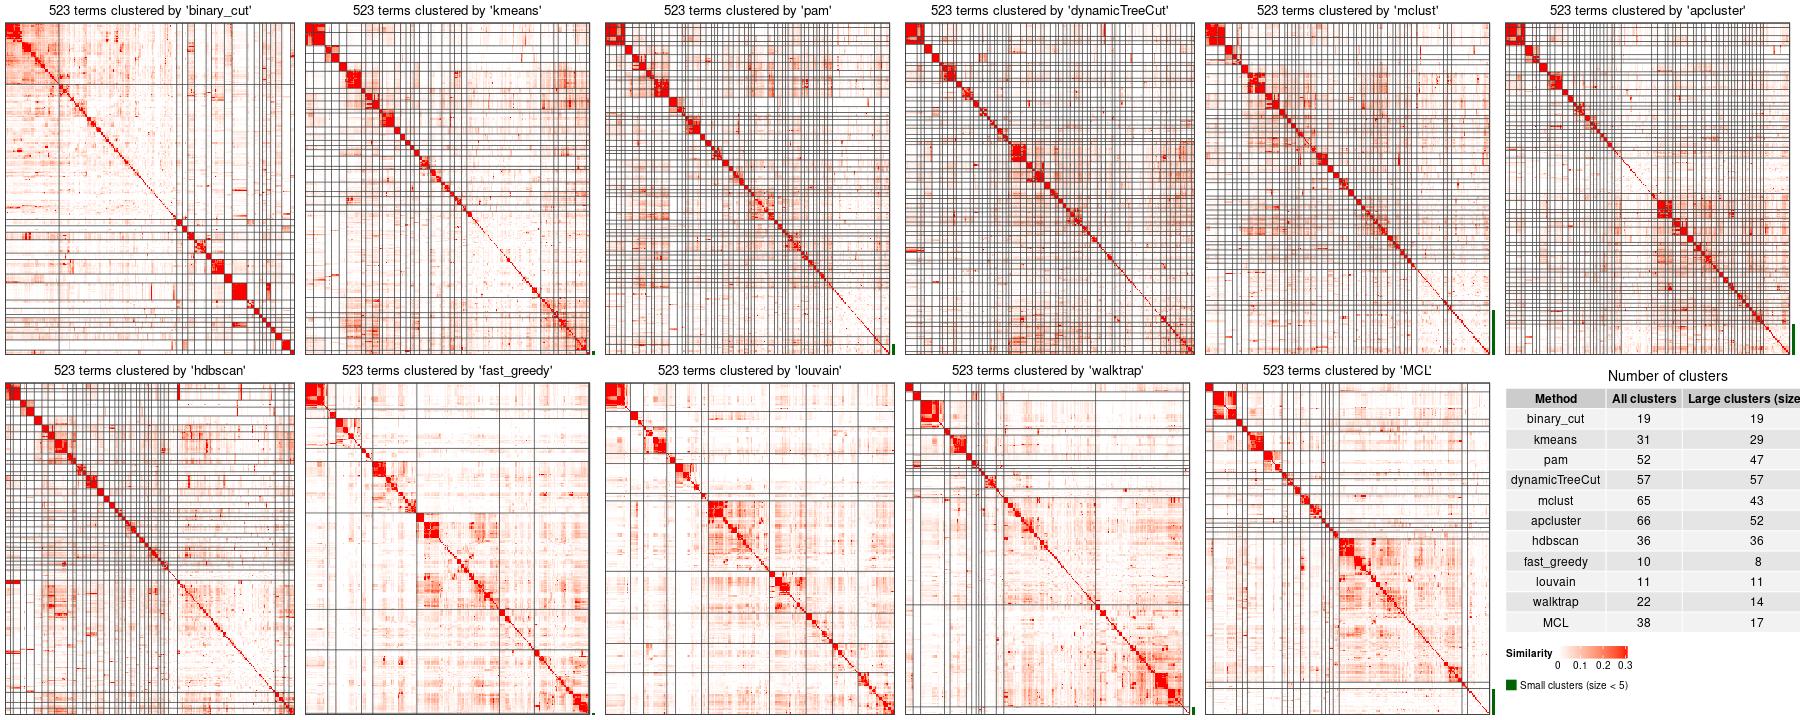 523 terms clustered by 'binary_cut'
523 terms clustered by 'kmeans'
523 terms clustered by 'pam'
523 terms clustered by 'dynamicTreeCut'
523 terms clustered by 'mclust'
523 terms clustered by 'apcluster'
523 terms clustered by 'hdbscan'
523 terms clustered by 'fast_greedy'
523 terms clustered by 'louvain'
523 terms clustered by 'walktrap'
523 terms clustered by 'MCL'
Number of clusters
Method All clusters Large clusters (size
binary_cut 19 19
kmeans 31 29
pam 52 47
dynamicTreeCut 57 57
mclust 65 43
apcluster 66 52
hdbscan 36 36
fast_greedy 10 8
louvain 11 11
walktrap 22 14
MCL 38 17
Similarity
0 0.1 0.2 0.3
Small clusters (size < 5)